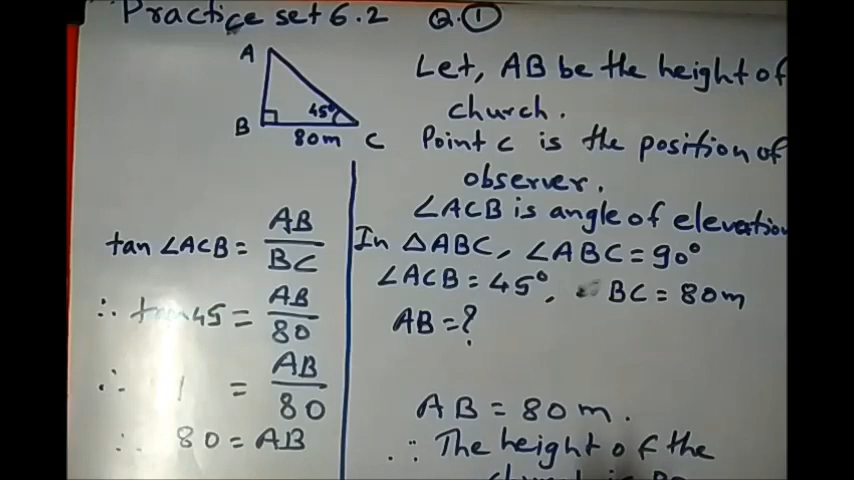 Practice set 6.2 Q.①
A
45°
B 80m C
Let, AB be the height of
church.
Point c is the position of
observer.
∠ACB is angle of elevation
In △ABC, ∠ABC = 90°
∠ACB = 45°, BC = 80m
AB = ?
AB = 80 m.
∴ The height of the
tan ∠ACB = AB/BC
∴ tan 45 = AB/80
∴ 1 = AB/80
∴ 80 = AB